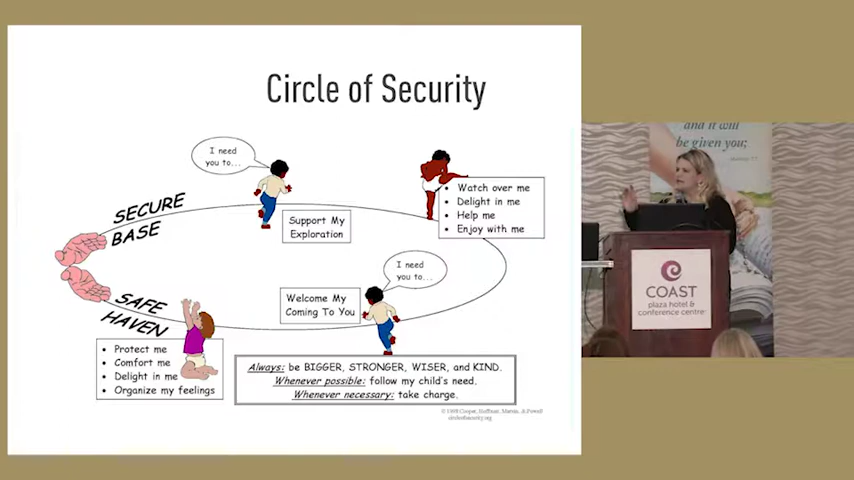 Circle of Security
I need
you to...
SECURE
BASE
Support My
Exploration
• Watch over me
• Delight in me
• Help me
• Enjoy with me
I need
you to...
Welcome My
Coming To You
SAFE
HAVEN
• Protect me
• Comfort me
• Delight in me
• Organize my feelings
Always: be BIGGER, STRONGER, WISER, and KIND.
Whenever possible: follow my child's need.
Whenever necessary: take charge.
and it will
be given you;
COAST
plaza hotel &
conference centre